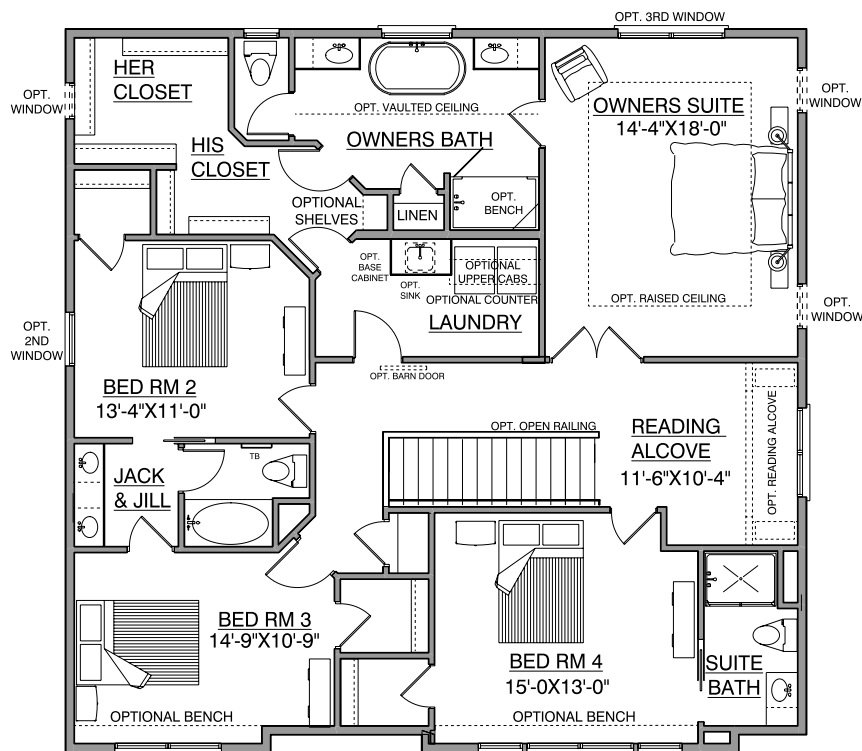 OPT. 3RD WINDOW
HER
CLOSET
OPT.
WINDOW
OPT. VAULTED CEILING
OWNERS BATH
OWNERS SUITE
14'-4"X18'-0"
OPT.
WINDOW
HIS
CLOSET
OPTIONAL
SHELVES
LINEN
OPT.
BENCH
OPT.
BASE
CABINET
OPT.
SINK
OPTIONAL
UPPER CABS
OPTIONAL COUNTER
LAUNDRY
OPT. RAISED CEILING
OPT.
WINDOW
OPT.
2ND
WINDOW
BED RM 2
13'-4"X11'-0"
OPT. BARN DOOR
OPT. OPEN RAILING
READING
ALCOVE
11'-6"X10'-4"
OPT. READING ALCOVE
TB
JACK
& JILL
BED RM 3
14'-9"X10'-9"
OPTIONAL BENCH
BED RM 4
15'-0X13'-0"
OPTIONAL BENCH
SUITE
BATH